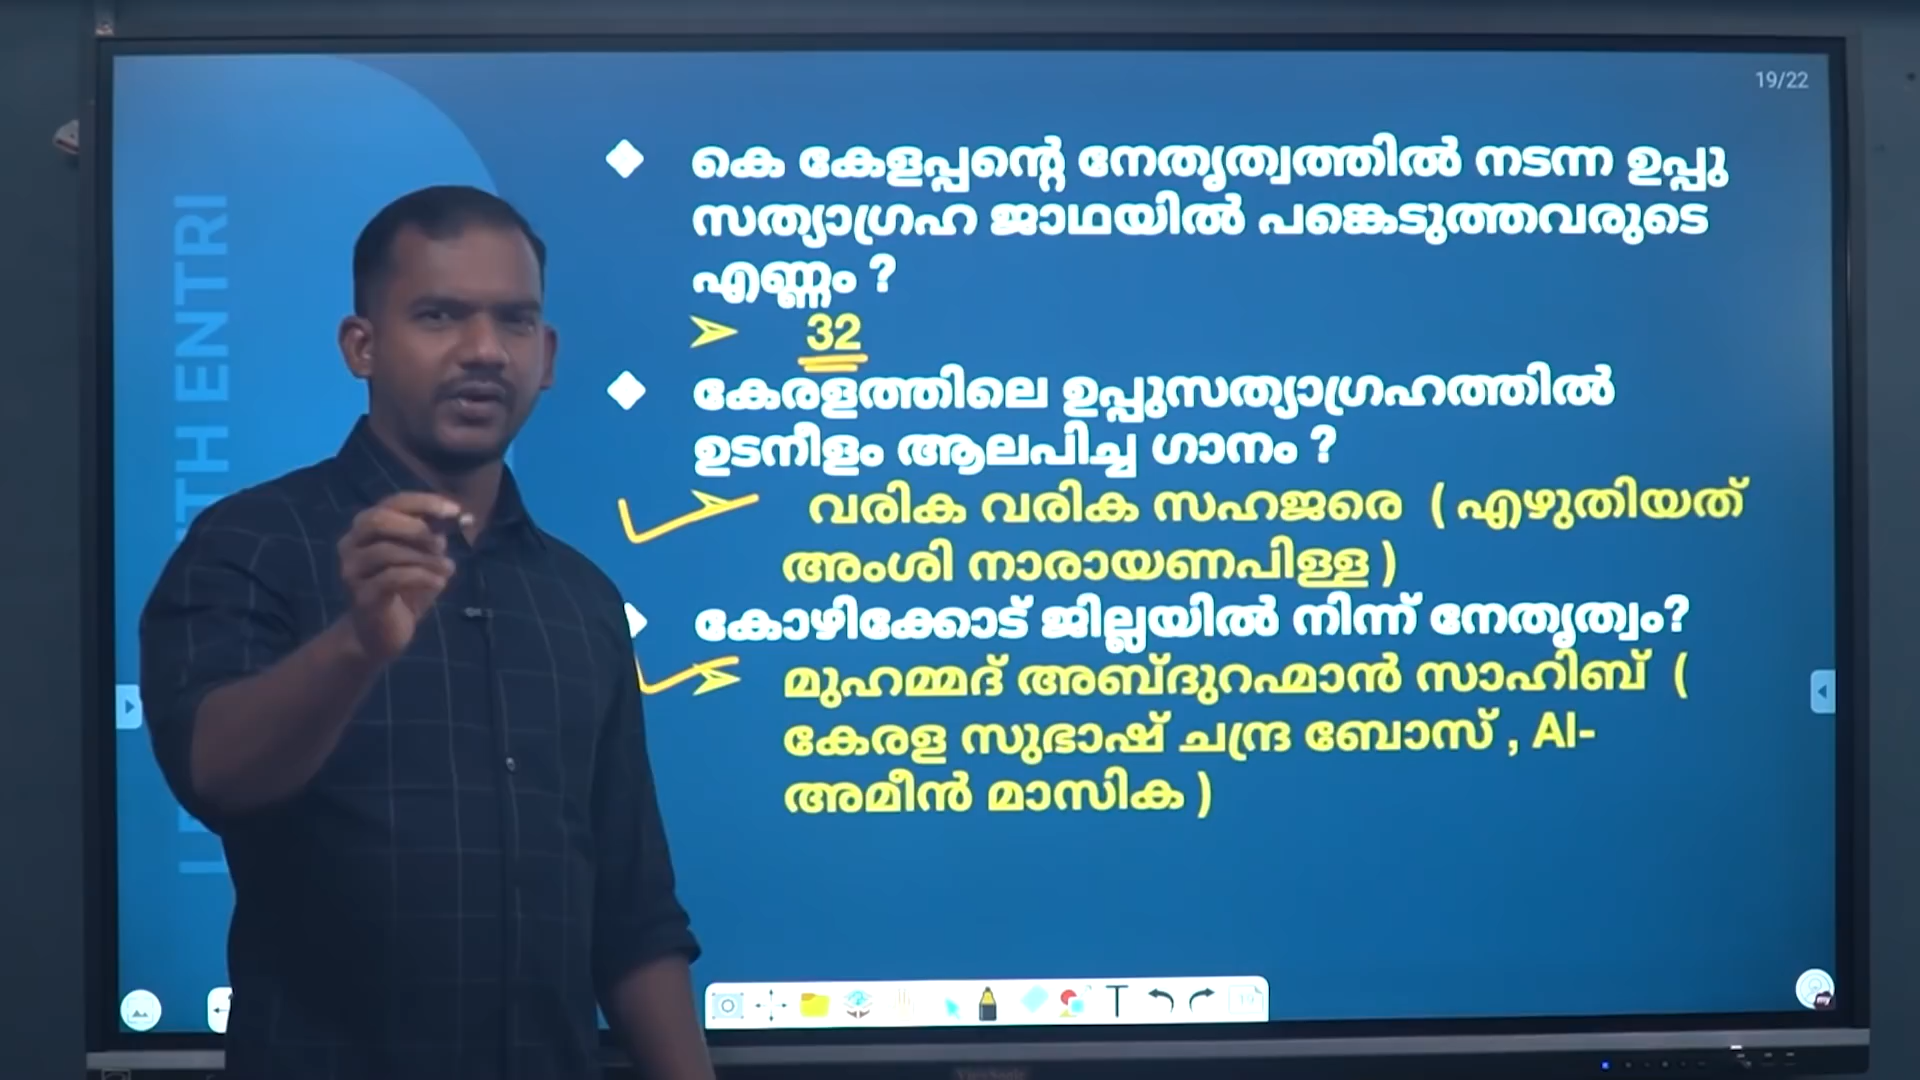 19/22
കെ കേളപ്പന്റെ നേതൃത്വത്തിൽ നടന്ന ഉപ്പു
സത്യാഗ്രഹ ജാഥയിൽ പങ്കെടുത്തവരുടെ
എണ്ണം ?
32
കേരളത്തിലെ ഉപ്പുസത്യാഗ്രഹത്തിൽ
ഉടനീളം ആലപിച്ച ഗാനം ?
വരിക വരിക സഹജരെ ( എഴുതിയത്
അംശി നാരായണപിള്ള )
കോഴിക്കോട് ജില്ലയിൽ നിന്ന് നേതൃത്വം?
മുഹമ്മദ് അബ്ദുറഹ്മാൻ സാഹിബ് (
കേരള സുഭാഷ് ചന്ദ്ര ബോസ് , Al-
അമീൻ മാസിക )
ENTRI
T